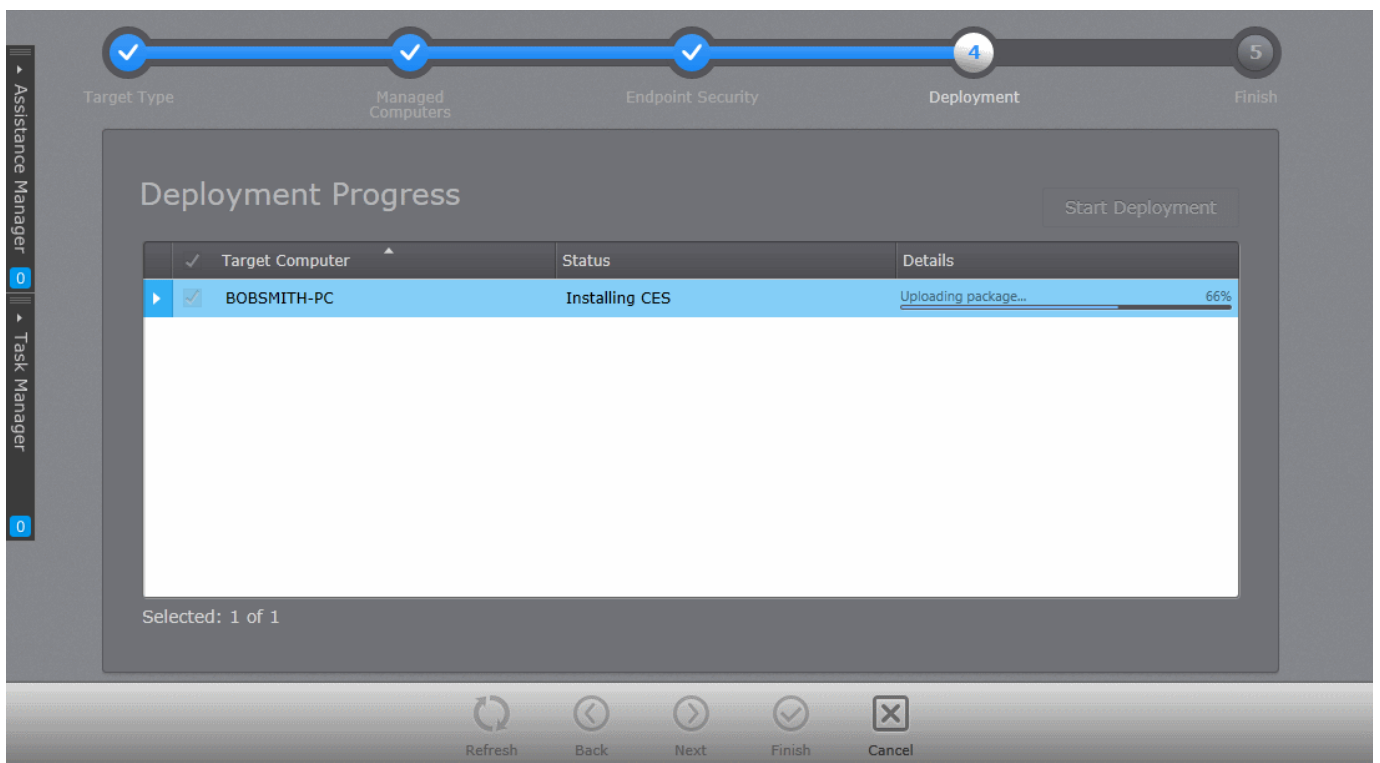 4
5
Target Type
Managed
Computers
Endpoint Security
Deployment
Finish
Assistance Manager
0
Task Manager
0
Deployment Progress
Start Deployment
Target Computer
Status
Details
BOBSMITH-PC
Installing CES
Uploading package...
66%
Selected: 1 of 1
Refresh
Back
Next
Finish
Cancel